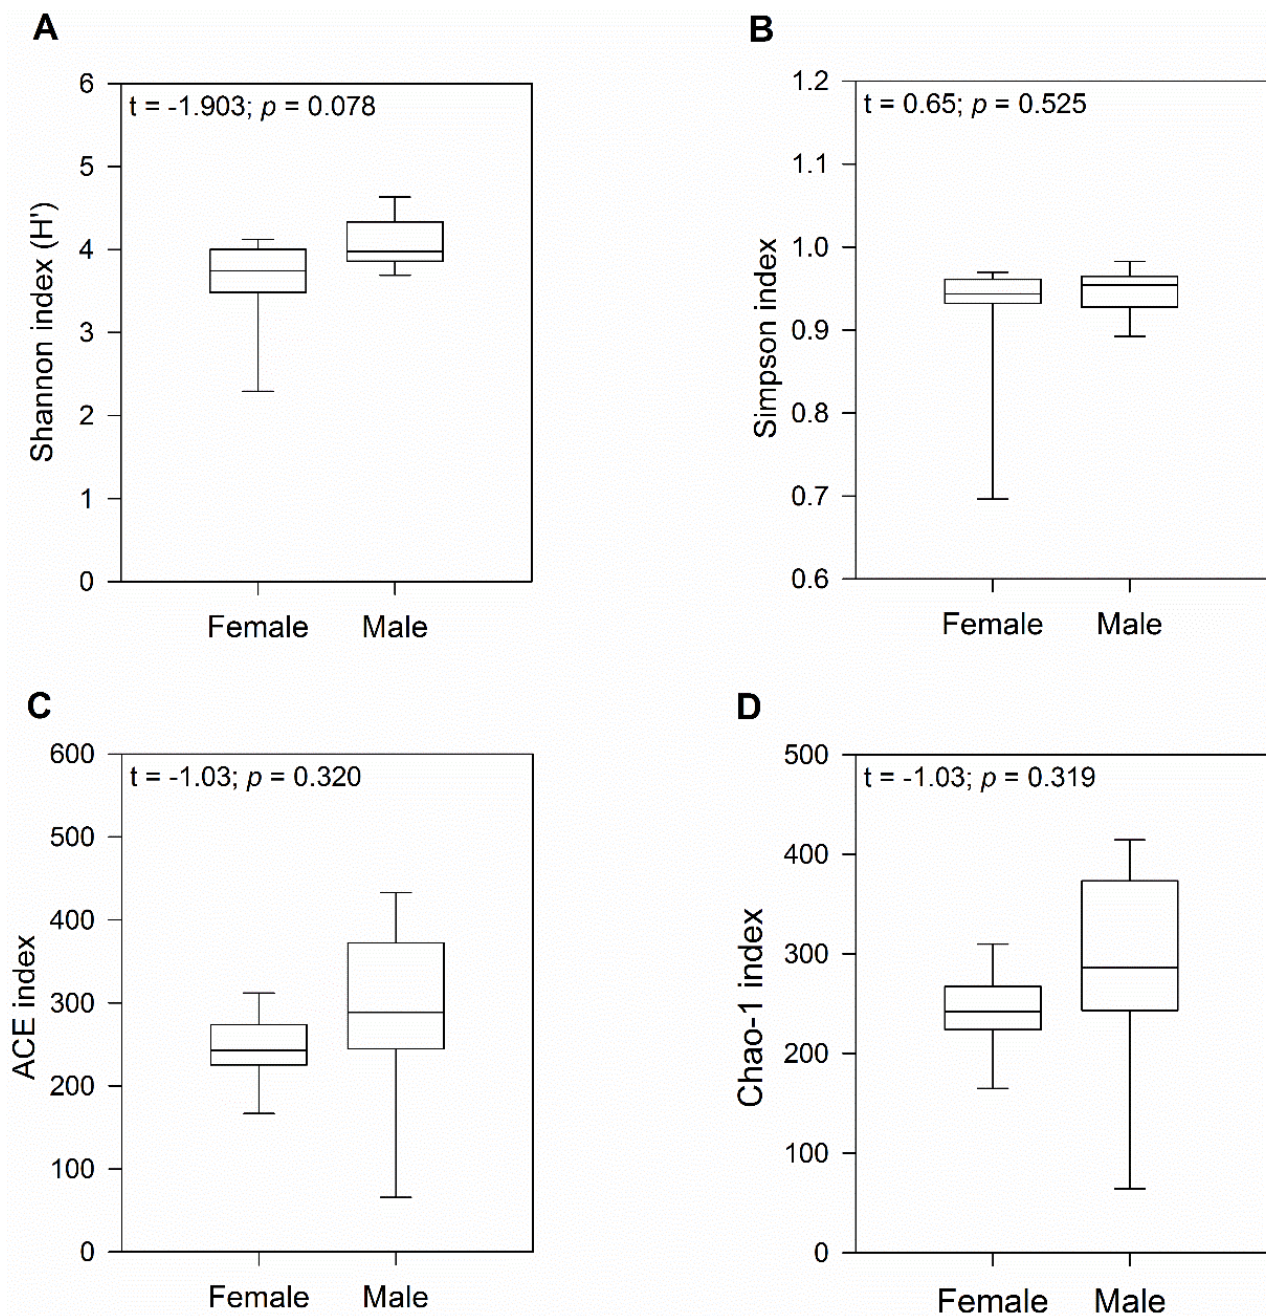 A
t = -1.903; p = 0.078
Shannon index (H')
6
5
4
3
2
1
0
Female Male
B
t = 0.65; p = 0.525
Simpson index
1.2
1.1
1.0
0.9
0.8
0.7
0.6
Female Male
C
t = -1.03; p = 0.320
ACE index
600
500
400
300
200
100
0
Female Male
D
t = -1.03; p = 0.319
Chao-1 index
500
400
300
200
100
0
Female Male